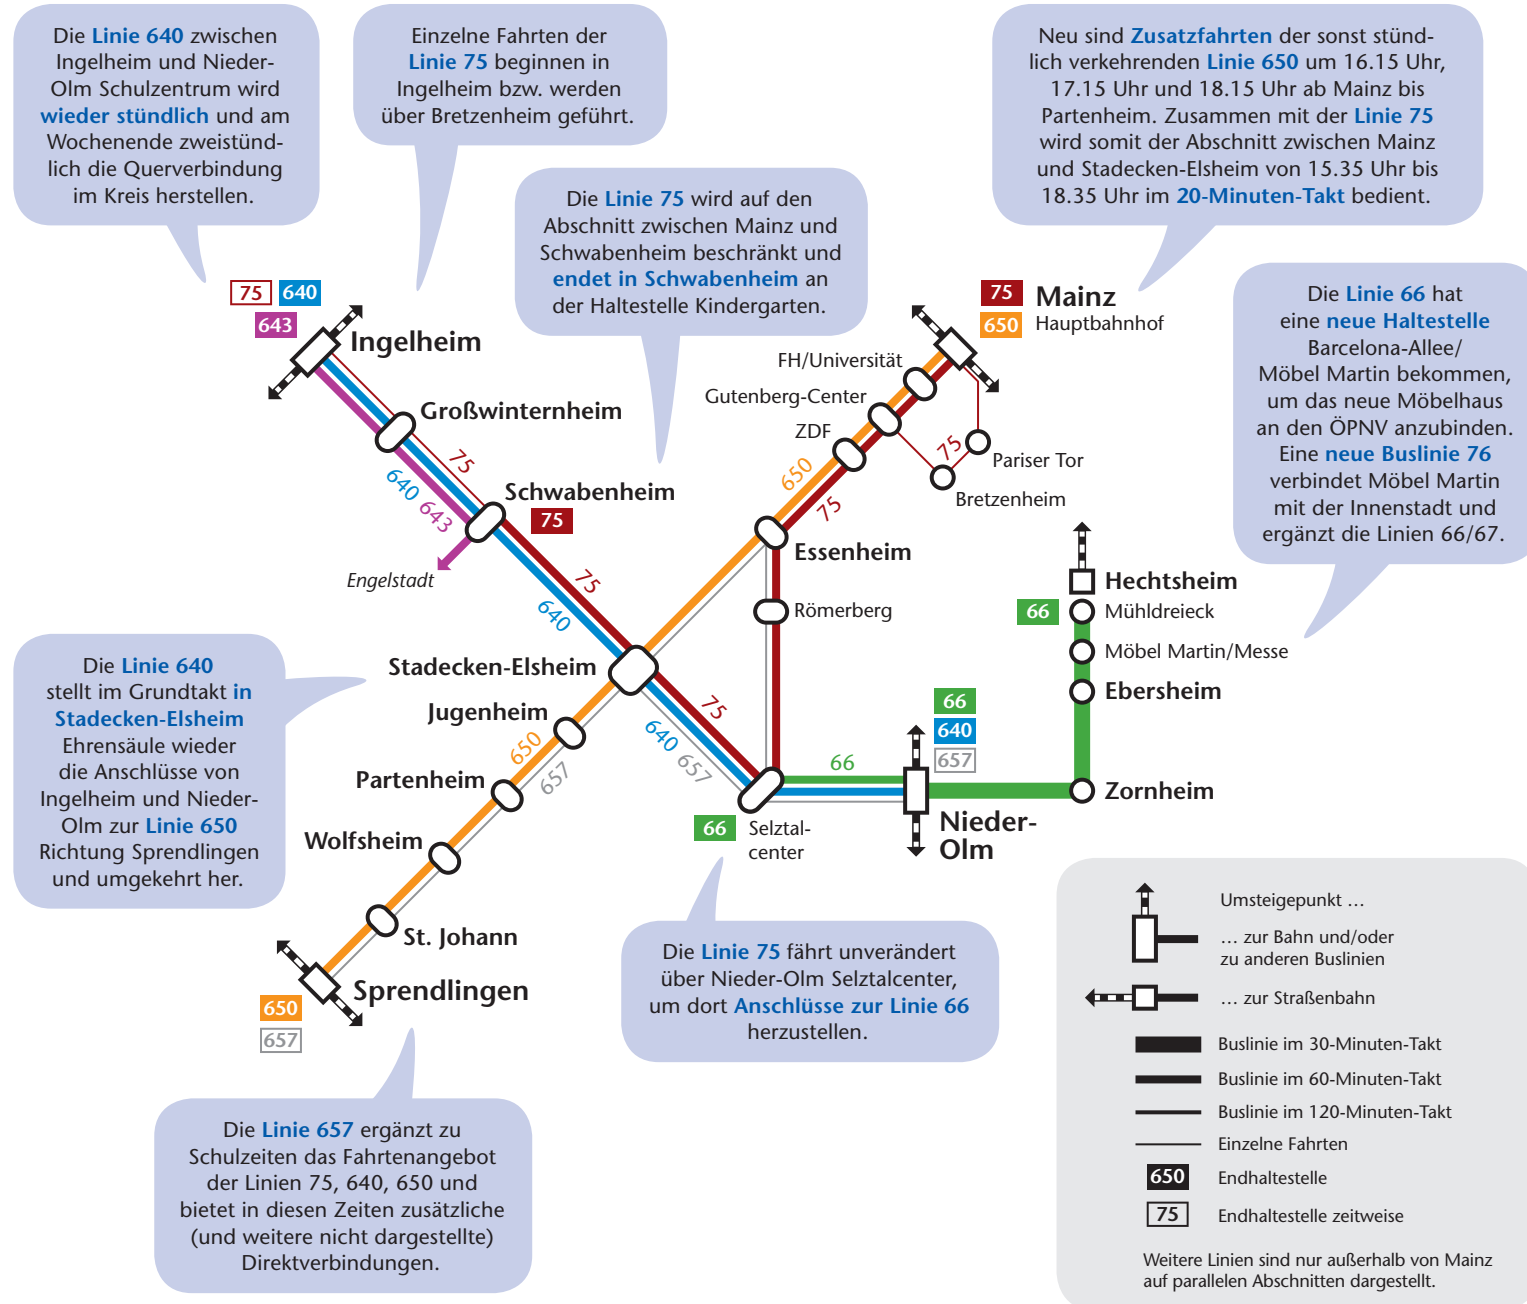 Die Linie 640 zwischen
Ingelheim und Nieder-
Olm Schulzentrum wird
wieder stündlich und am
Wochenende zweistünd-
lich die Querverbindung
im Kreis herstellen.
Einzelne Fahrten der
Linie 75 beginnen in
Ingelheim bzw. werden
über Bretzenheim geführt.
Neu sind Zusatzfahrten der sonst stünd-
lich verkehrenden Linie 650 um 16.15 Uhr,
17.15 Uhr und 18.15 Uhr ab Mainz bis
Partenheim. Zusammen mit der Linie 75
wird somit der Abschnitt zwischen Mainz
und Stadecken-Elsheim von 15.35 Uhr bis
18.35 Uhr im 20-Minuten-Takt bedient.
Die Linie 75 wird auf den
Abschnitt zwischen Mainz und
Schwabenheim beschränkt und
endet in Schwabenheim an
der Haltestelle Kindergarten.
Die Linie 66 hat
eine neue Haltestelle
Barcelona-Allee/
Möbel Martin bekommen,
um das neue Möbelhaus
an den ÖPNV anzubinden.
Eine neue Buslinie 76
verbindet Möbel Martin
mit der Innenstadt und
ergänzt die Linien 66/67.
75 640
643
Ingelheim
75
650
Mainz
Hauptbahnhof
FH/Universität
Gutenberg-Center
ZDF
75
Pariser Tor
Bretzenheim
650
75
Großwinternheim
75
640
643
Schwabenheim
75
Engelstadt
75
640
Essenheim
Römerberg
Hechtsheim
66
Mühldreieck
Möbel Martin/Messe
Ebersheim
Zornheim
Stadecken-Elsheim
75
640
657
Jugenheim
650
657
Partenheim
Wolfsheim
St. Johann
Sprendlingen
650
657
66
66
640
657
Nieder-
Olm
66
Selztal-
center
Die Linie 640
stellt im Grundtakt in
Stadecken-Elsheim
Ehrensäule wieder
die Anschlüsse von
Ingelheim und Nieder-
Olm zur Linie 650
Richtung Sprendlingen
und umgekehrt her.
Die Linie 75 fährt unverändert
über Nieder-Olm Selztalcenter,
um dort Anschlüsse zur Linie 66
herzustellen.
Die Linie 657 ergänzt zu
Schulzeiten das Fahrtenangebot
der Linien 75, 640, 650 und
bietet in diesen Zeiten zusätzliche
(und weitere nicht dargestellte)
Direktverbindungen.
Umsteigepunkt ...
... zur Bahn und/oder
zu anderen Buslinien
... zur Straßenbahn
Buslinie im 30-Minuten-Takt
Buslinie im 60-Minuten-Takt
Buslinie im 120-Minuten-Takt
Einzelne Fahrten
650 Endhaltestelle
75 Endhaltestelle zeitweise
Weitere Linien sind nur außerhalb von Mainz
auf parallelen Abschnitten dargestellt.